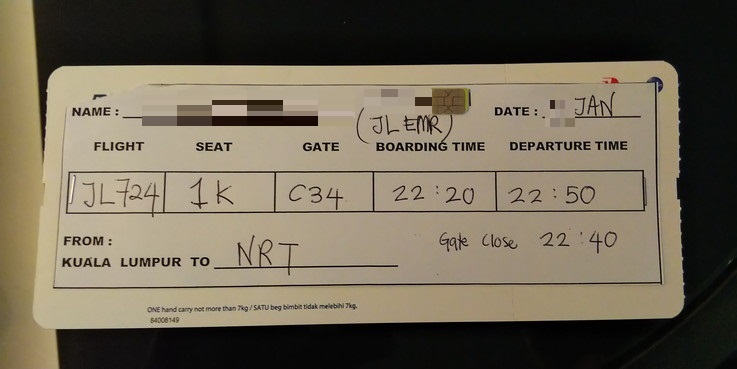 NAME :
(JL EMR)
DATE : JAN
FLIGHT SEAT GATE BOARDING TIME DEPARTURE TIME
JL724 1K C34 22:20 22:50
FROM :
KUALA LUMPUR TO NRT
Gate Close 22:40
ONE hand carry not more than 7kg / SATU beg bimbit tidak melebihi 7kg.
84008149